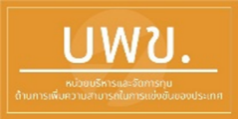 บพข.
หน่วยบริหารและจัดการทุน
ด้านการเพิ่มความสามารถในการแข่งขันของประเทศ